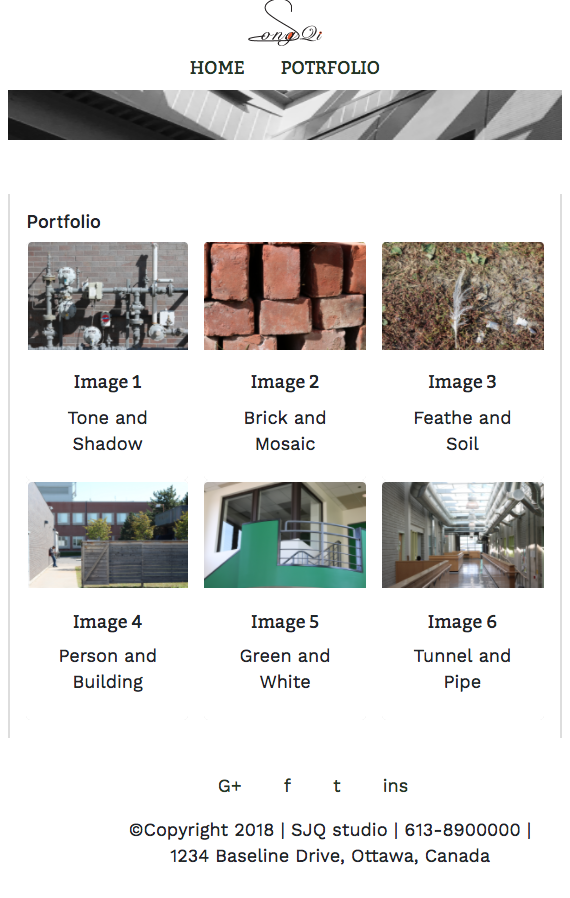 SongQi
HOME POTRFOLIO
Portfolio
Image 1 Image 2 Image 3
Tone and Brick and Feathe and
Shadow Mosaic Soil
Image 4 Image 5 Image 6
Person and Green and Tunnel and
Building White Pipe
G+ f t ins
©Copyright 2018 | SJQ studio | 613-8900000 |
1234 Baseline Drive, Ottawa, Canada